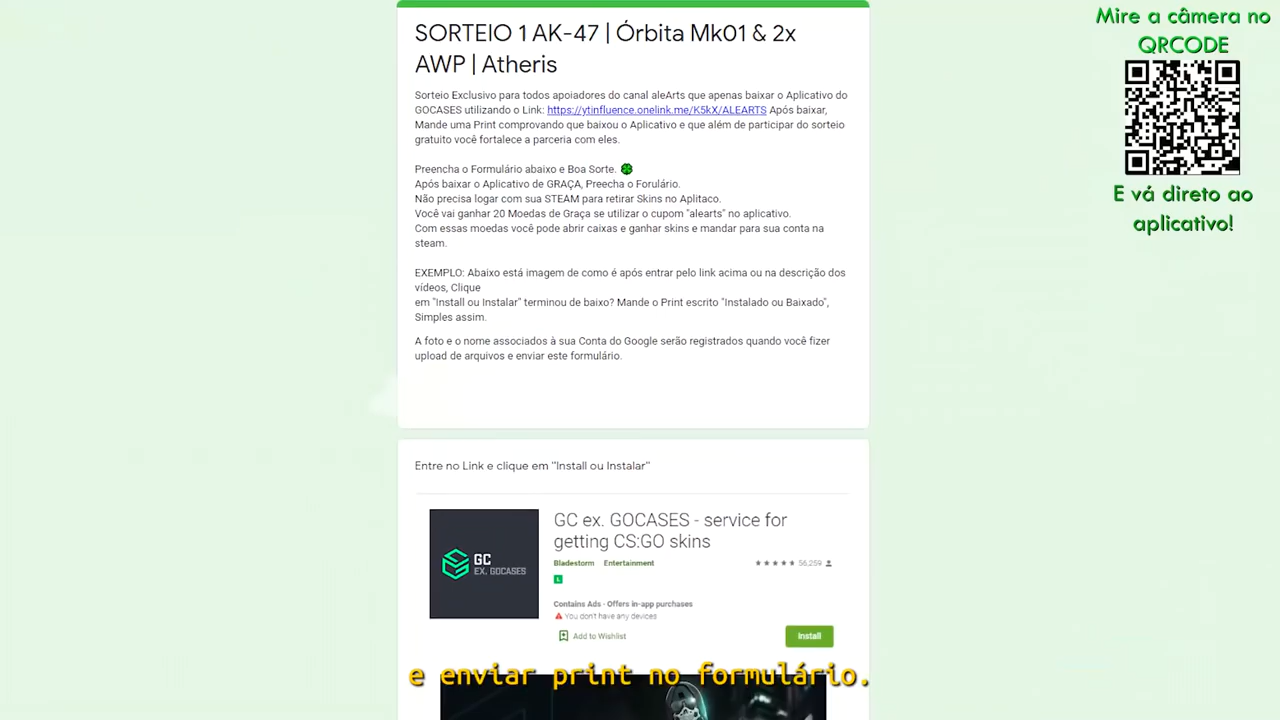 SORTEIO 1 AK-47 | Órbita Mk01 & 2x
AWP | Atheris
Sorteio Exclusivo para todos apoiadores do canal aleArts que apenas baixar o Aplicativo do
GOCASES utilizando o Link: https://ytinfluence.onelink.me/K5kX/ALEARTS Após baixar,
Mande uma Print comprovando que baixou o Aplicativo e que além de participar do sorteio
gratuito você fortalece a parceria com eles.
Preencha o Formulário abaixo e Boa Sorte.
Após baixar o Aplicativo de GRAÇA, Preecha o Forulário.
Não precisa logar com sua STEAM para retirar Skins no Aplitaco.
Você vai ganhar 20 Moedas de Graça se utilizar o cupom "alearts" no aplicativo.
Com essas moedas você pode abrir caixas e ganhar skins e mandar para sua conta na
steam.
EXEMPLO: Abaixo está imagem de como é após entrar pelo link acima ou na descrição dos
vídeos, Clique
em "Install ou Instalar" terminou de baixo? Mande o Print escrito "Instalado ou Baixado",
Simples assim.
A foto e o nome associados à sua Conta do Google serão registrados quando você fizer
upload de arquivos e enviar este formulário.
Mire a câmera no
QRCODE
E vá direto ao
aplicativo!
Entre no Link e clique em "Install ou Instalar"
GC
EX. GOCASES
GC ex. GOCASES - service for
getting CS:GO skins
Bladestorm Entertainment 56,259
L
Contains Ads · Offers in-app purchases
You don't have any devices
Add to Wishlist
Install
e enviar print no formulário.